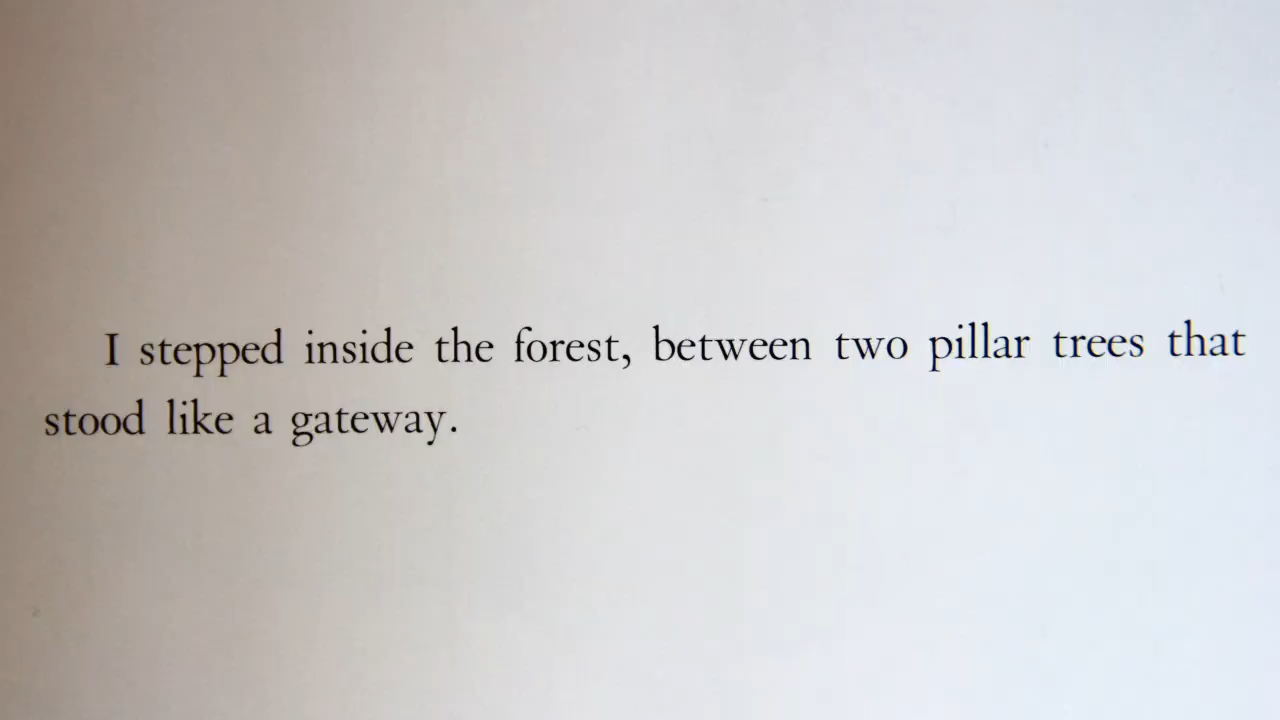 I stepped inside the forest, between two pillar trees that
stood like a gateway.